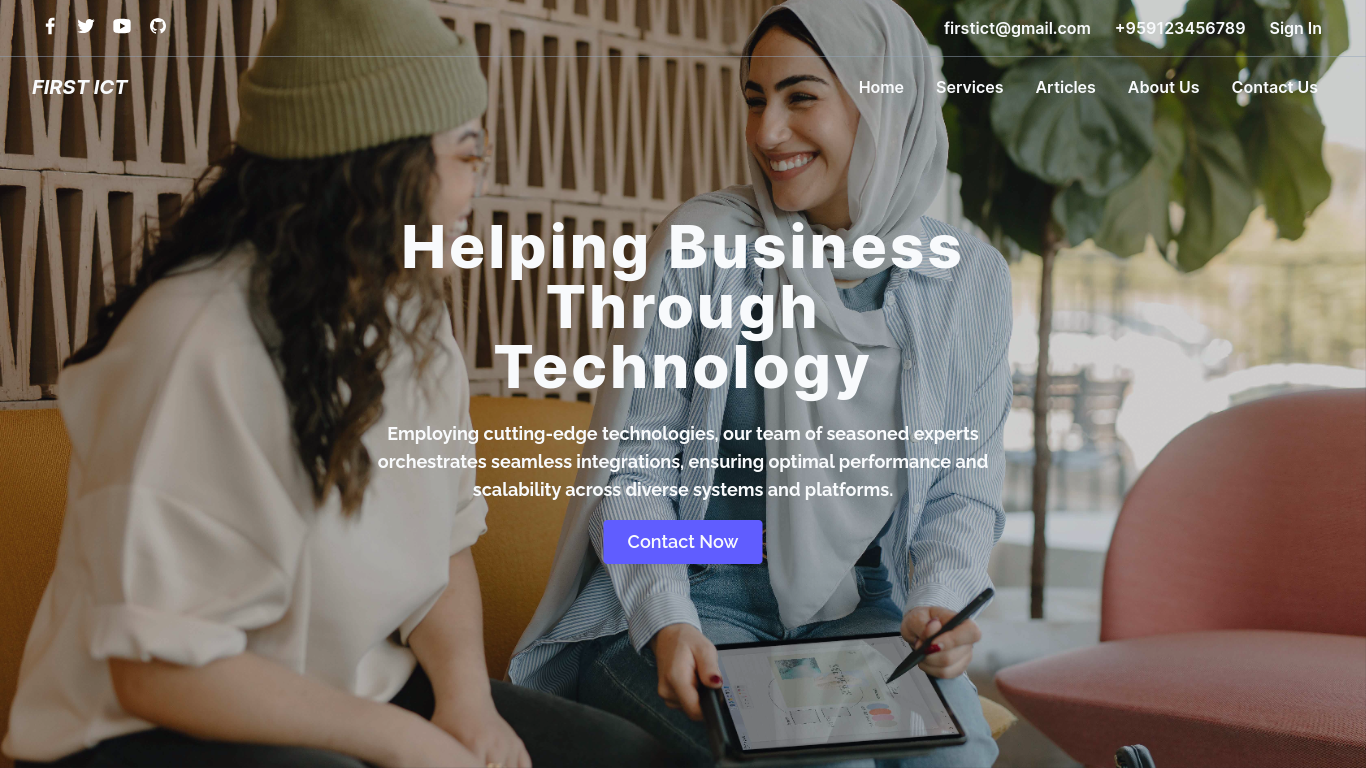 firstict@gmail.com +959123456789 Sign In
FIRST ICT Home Services Articles About Us Contact Us
Helping Business
Through
Technology
Employing cutting-edge technologies, our team of seasoned experts
orchestrates seamless integrations, ensuring optimal performance and
scalability across diverse systems and platforms.
Contact Now